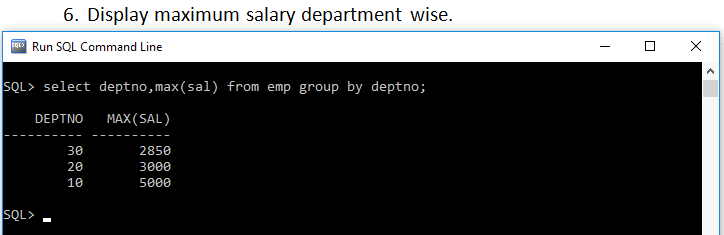 6. Display maximum salary department wise.
SQL> Run SQL Command Line
SQL> select deptno,max(sal) from emp group by deptno;
DEPTNO MAX(SAL)
---------- ----------
30 2850
20 3000
10 5000
SQL>